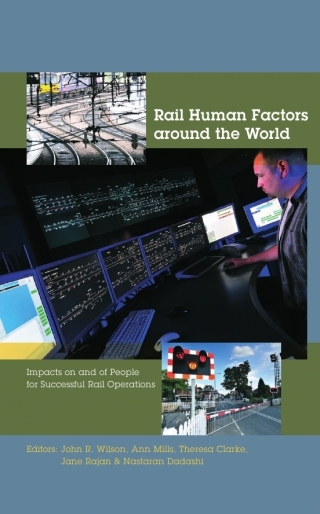 Rail Human Factors
around the World
Impacts on and of People
for Successful Rail Operations
Editors: John R. Wilson, Ann Mills, Theresa Clarke,
Jane Rajan & Nastaran Dadashi